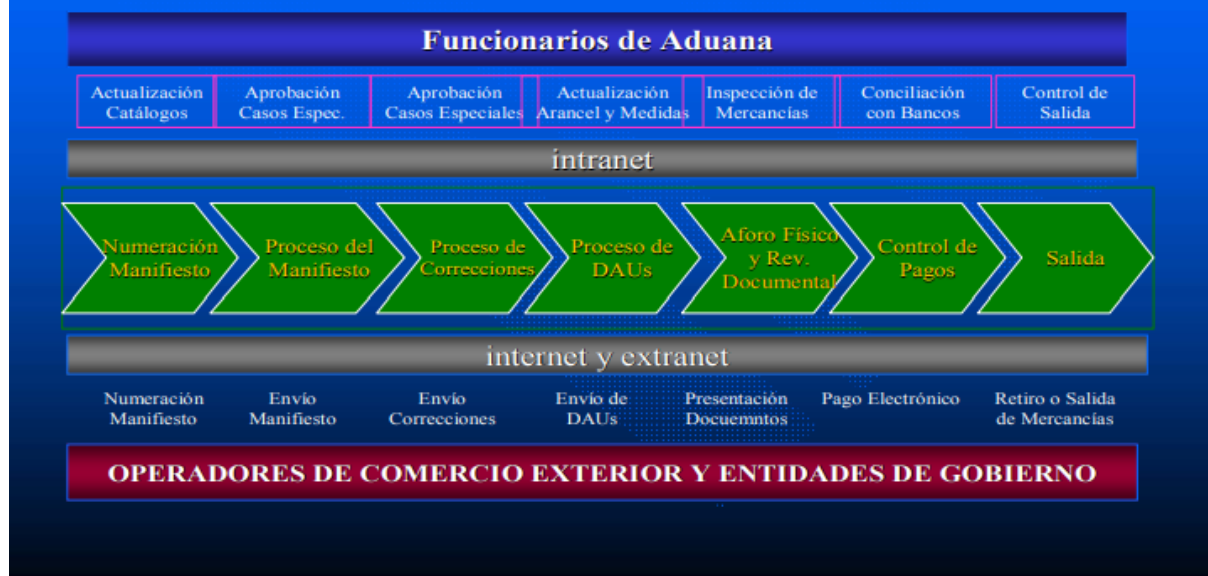 Funcionarios de Aduana
Actualización
Catálogos
Aprobación
Casos Espec.
Aprobación
Casos Especiales
Actualización
Arancel y Medidas
Inspección de
Mercancías
Conciliación
con Bancos
Control de
Salida
intranet
Numeración
Manifiesto
Proceso del
Manifiesto
Proceso de
Correcciones
Proceso de
DAUs
Aforo Físico
y Rev.
Documental
Control de
Pagos
Salida
internet y extranet
Numeración
Manifiesto
Envío
Manifiesto
Envío
Correcciones
Envío de
DAUs
Presentación
Docuemntos
Pago Electrónico
Retiro o Salida
de Mercancías
OPERADORES DE COMERCIO EXTERIOR Y ENTIDADES DE GOBIERNO